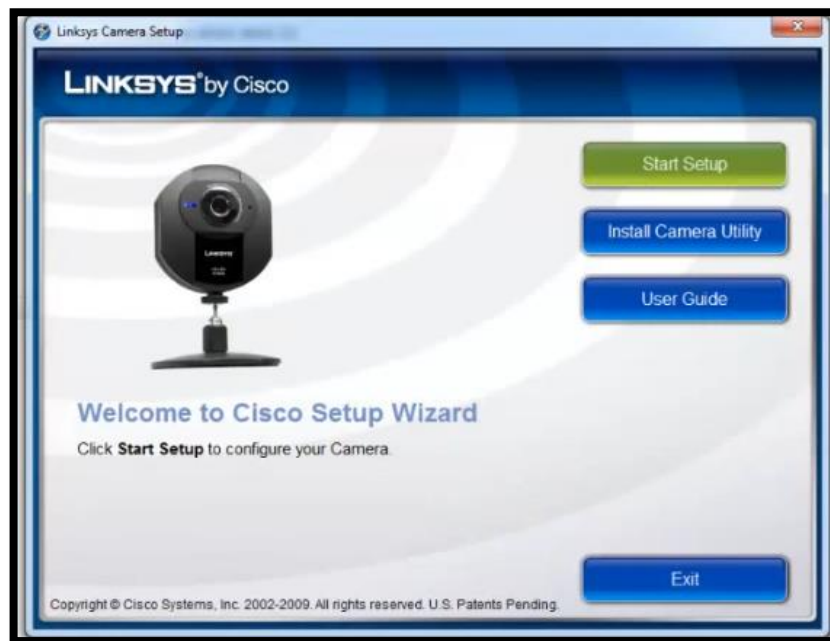 Linksys Camera Setup
LINKSYS® by Cisco
Start Setup
Install Camera Utility
User Guide
Linksys
Welcome to Cisco Setup Wizard
Click Start Setup to configure your Camera.
Exit
Copyright © Cisco Systems, Inc. 2002-2009. All rights reserved. U.S. Patents Pending.